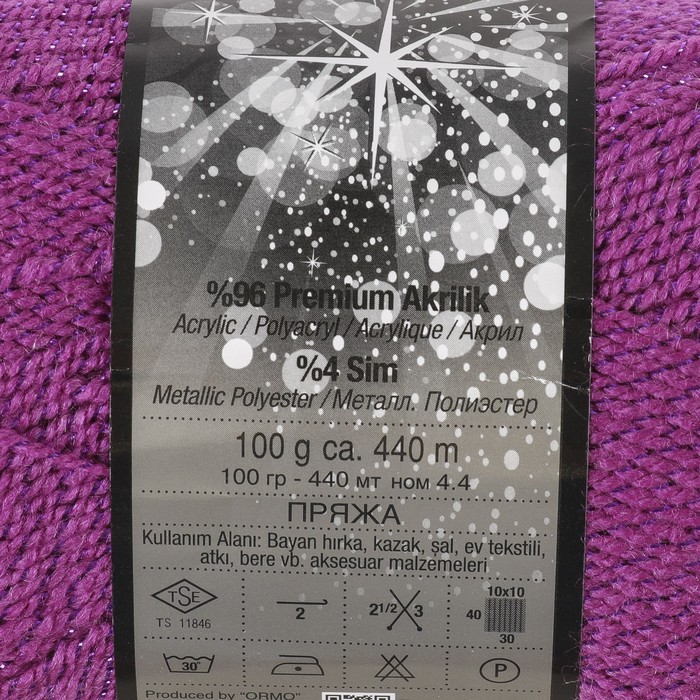 %96 Premium Akrilik
Acrylic / Polyacryl / Acrylique / Акрил
%4 Sim
Metallic Polyester / Металл. Полиэстер
100 g ca. 440 m
100 гр - 440 мт ном 4.4
ПРЯЖА
Kullanım Alanı: Bayan hırka, kazak, şal, ev tekstili,
atkı, bere vb. aksesuar malzemeleri
TSE
TS 11846
2
2 1/2 3
10x10
40
30
30°
P
Produced by "ORMO"